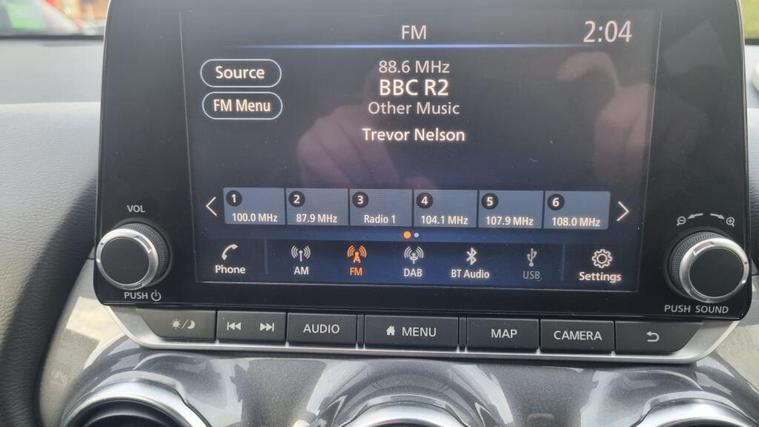 FM
2:04
Source
88.6 MHz
BBC R2
FM Menu
Other Music
Trevor Nelson
1 2 3 4 5 6
100.0 MHz 87.9 MHz Radio 1 104.1 MHz 107.9 MHz 108.0 MHz
VOL
Phone AM FM DAB BT Audio USB Settings
PUSH
PUSH SOUND
AUDIO MENU MAP CAMERA